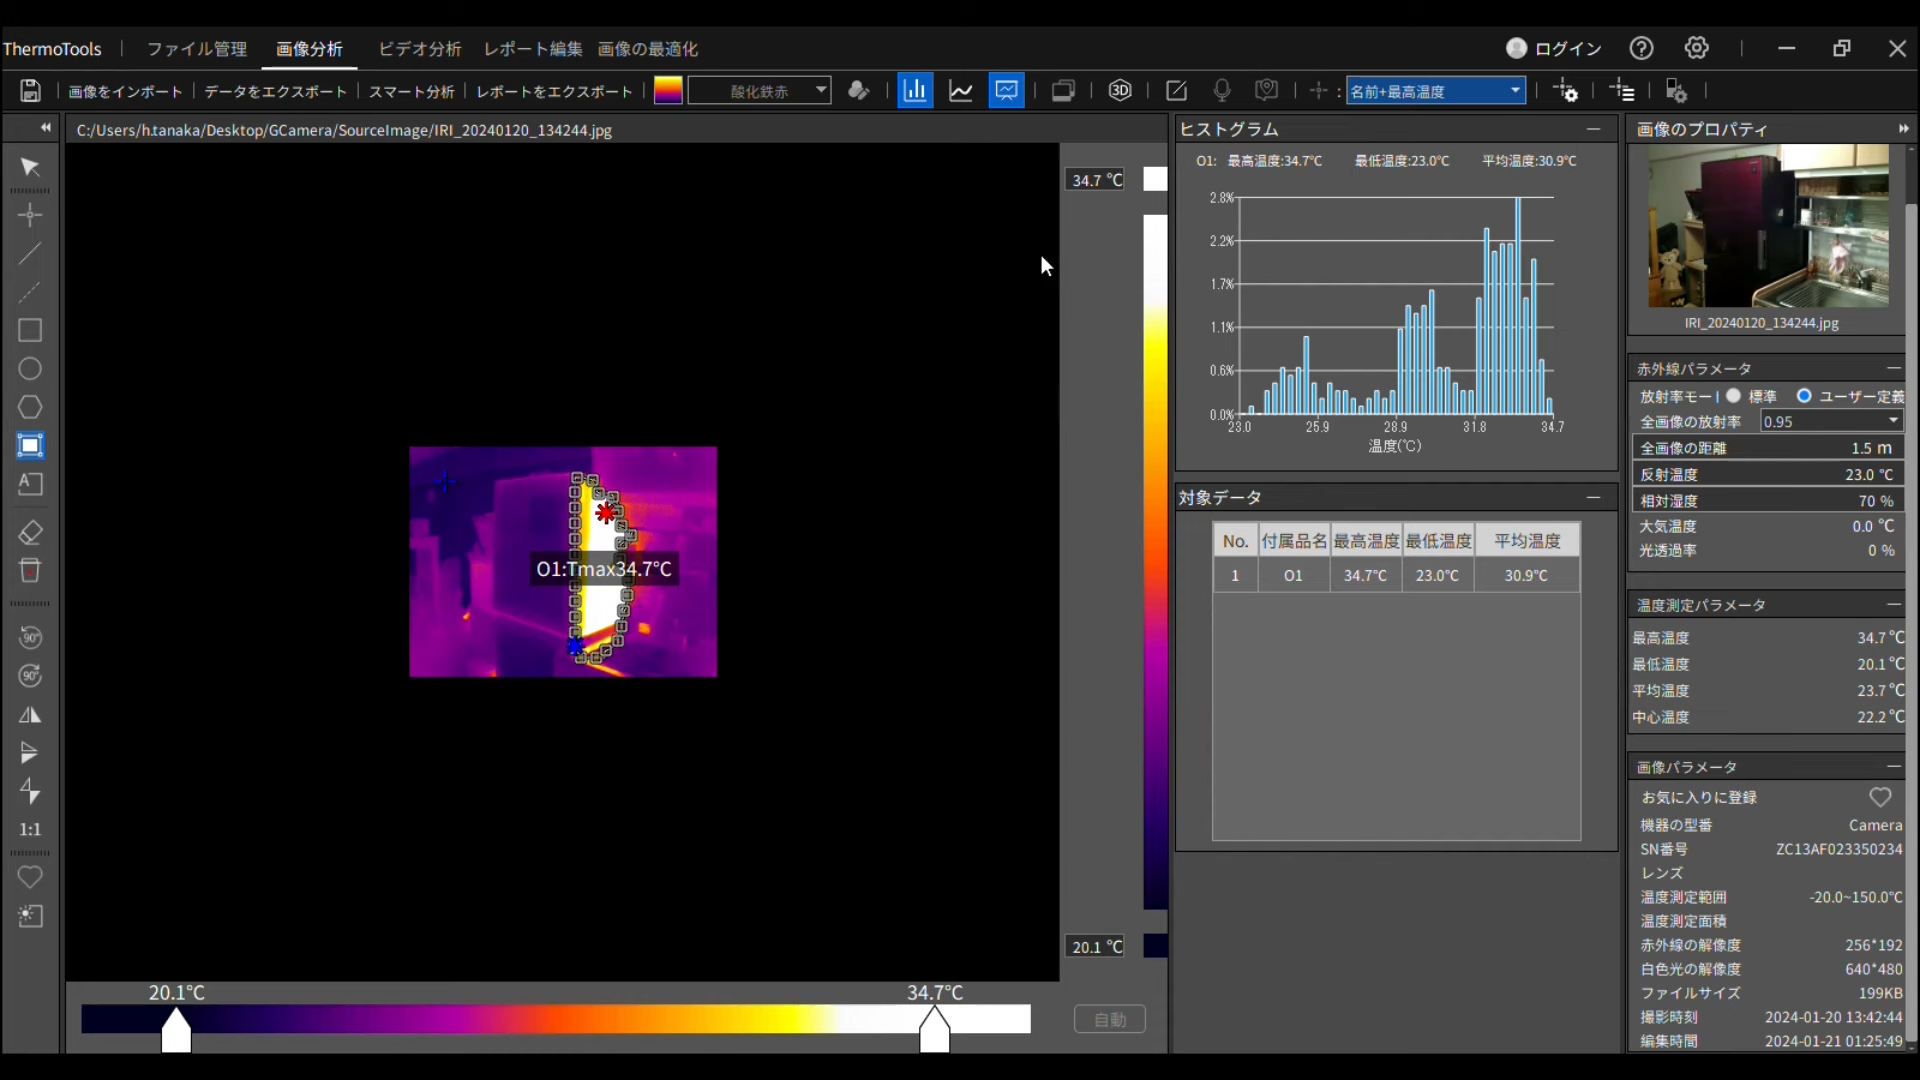 ThermoTools
ファイル管理 画像分析 ビデオ分析 レポート編集 画像の最適化
ログイン
画像をインポート データをエクスポート スマート分析 レポートをエクスポート 酸化鉄赤 3D : 名前+最高温度
C:/Users/h.tanaka/Desktop/GCamera/SourceImage/IRI_20240120_134244.jpg
34.7 ℃
O1:Tmax34.7°C
20.1 ℃
20.1°C 34.7°C
自動
A
90°
90°
1:1
ヒストグラム
O1: 最高温度:34.7℃ 最低温度:23.0℃ 平均温度:30.9℃
2.8%
2.2%
1.7%
1.1%
0.6%
0.0%
23.0 25.9 28.9 31.8 34.7
温度(℃)
対象データ
No. 付属品名 最高温度 最低温度 平均温度
1 O1 34.7℃ 23.0℃ 30.9℃
画像のプロパティ
IRI_20240120_134244.jpg
赤外線パラメータ
放射率モー 標準 ユーザー定義
全画像の放射率 0.95
全画像の距離 1.5 m
反射温度 23.0 ℃
相対湿度 70 %
大気温度 0.0 ℃
光透過率 0 %
温度測定パラメータ
最高温度 34.7 ℃
最低温度 20.1 ℃
平均温度 23.7 ℃
中心温度 22.2 ℃
画像パラメータ
お気に入りに登録
機器の型番 Camera
SN番号 ZC13AF023350234
レンズ
温度測定範囲 -20.0~150.0℃
温度測定面積
赤外線の解像度 256*192
白色光の解像度 640*480
ファイルサイズ 199KB
撮影時刻 2024-01-20 13:42:44
編集時間 2024-01-21 01:25:49